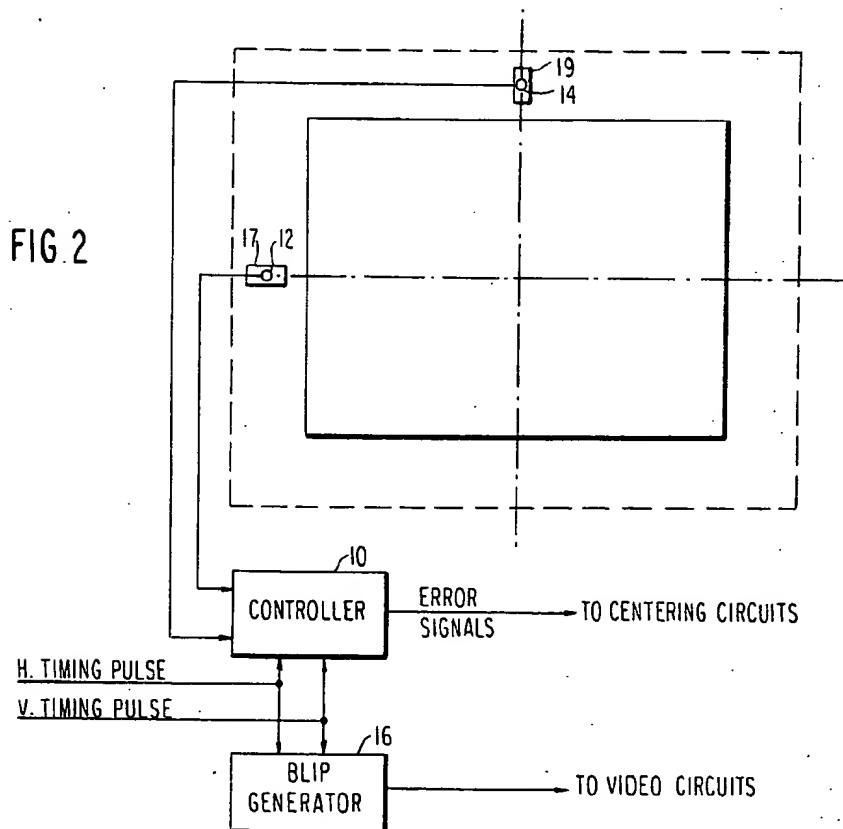 19
14
FIG. 2
17 12
10
CONTROLLER
ERROR
SIGNALS
TO CENTERING CIRCUITS
H. TIMING PULSE
V. TIMING PULSE
16
BLIP
GENERATOR
TO VIDEO CIRCUITS